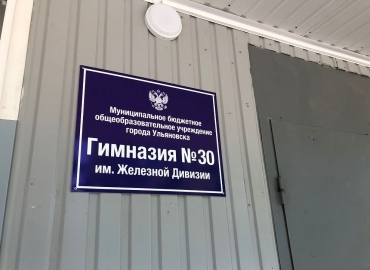 Муниципальное бюджетное
общеобразовательное учреждение
города Ульяновска
Гимназия №30
им. Железной Дивизии